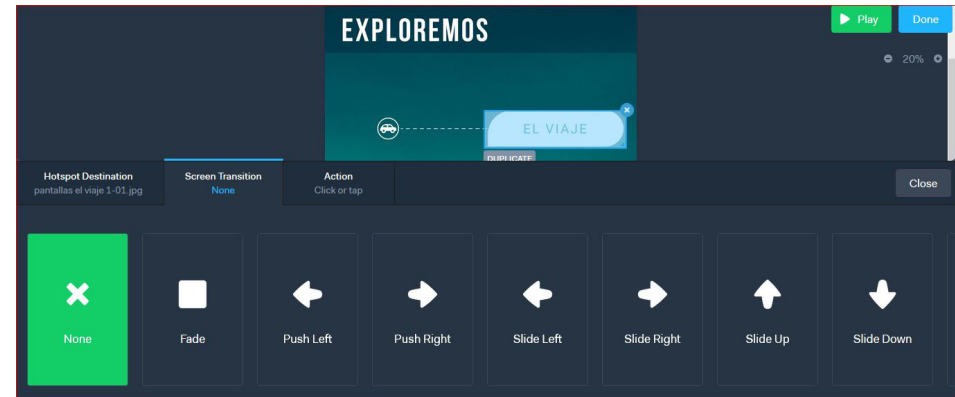 EXPLOREMOS
Play
Done
20%
EL VIAJE
DUPLICATE
Hotspot Destination
pantallas el viaje 1-01.jpg
Screen Transition
None
Action
Click or tap
Close
None
Fade
Push Left
Push Right
Slide Left
Slide Right
Slide Up
Slide Down